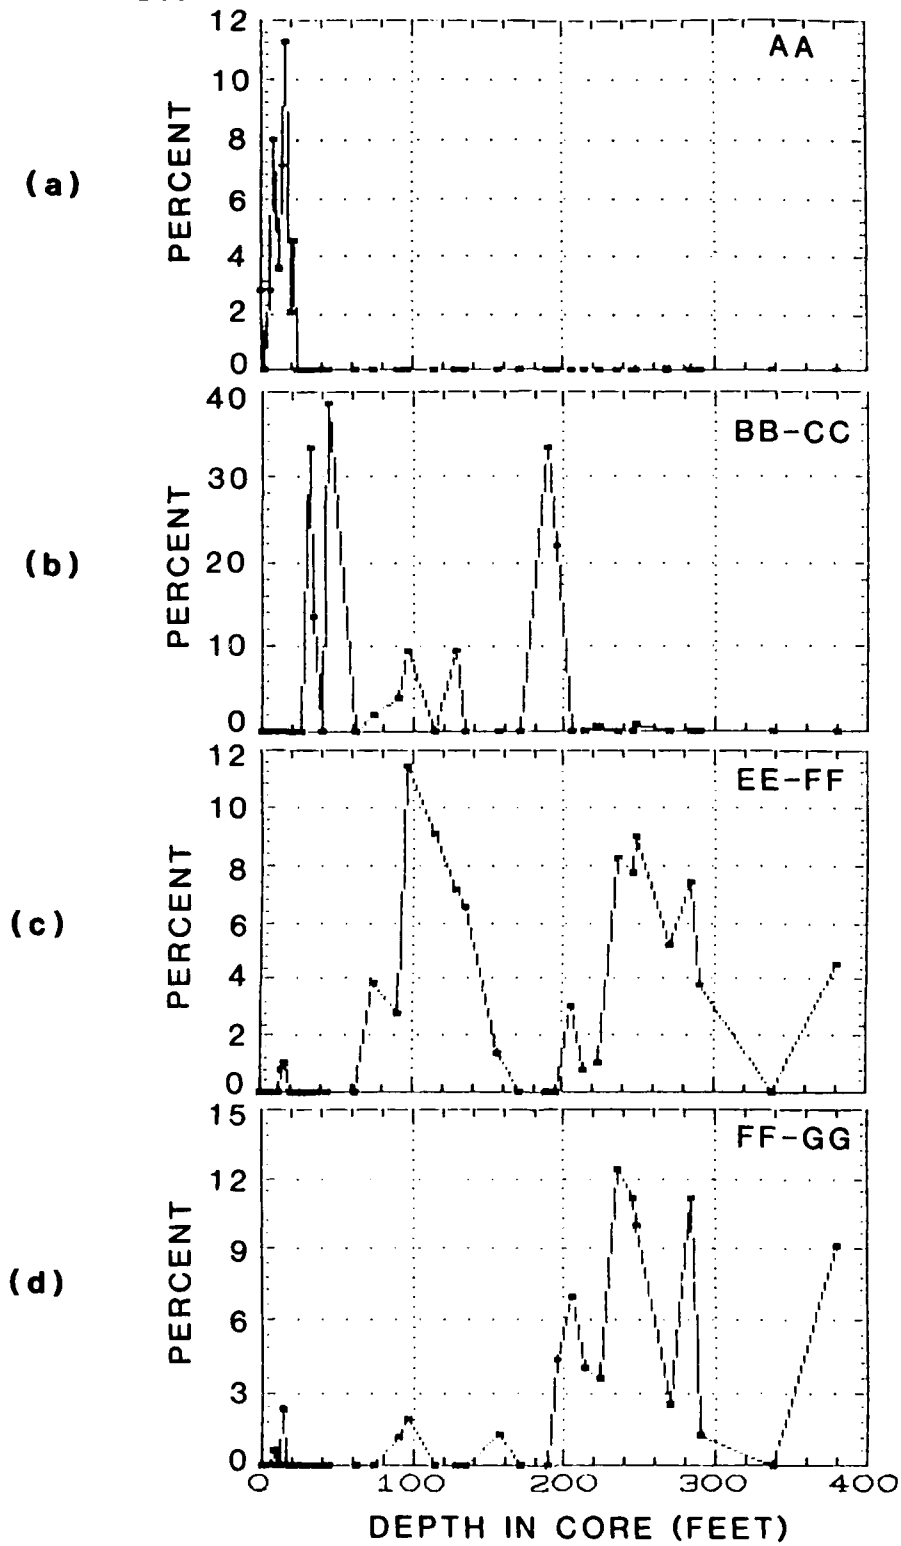 12
10
8
6
4
2
0
PERCENT
(a)
AA
40
30
20
10
0
PERCENT
(b)
BB-CC
12
10
8
6
4
2
0
PERCENT
(c)
EE-FF
15
12
9
6
3
0
PERCENT
(d)
FF-GG
0 100 200 300 400
DEPTH IN CORE (FEET)